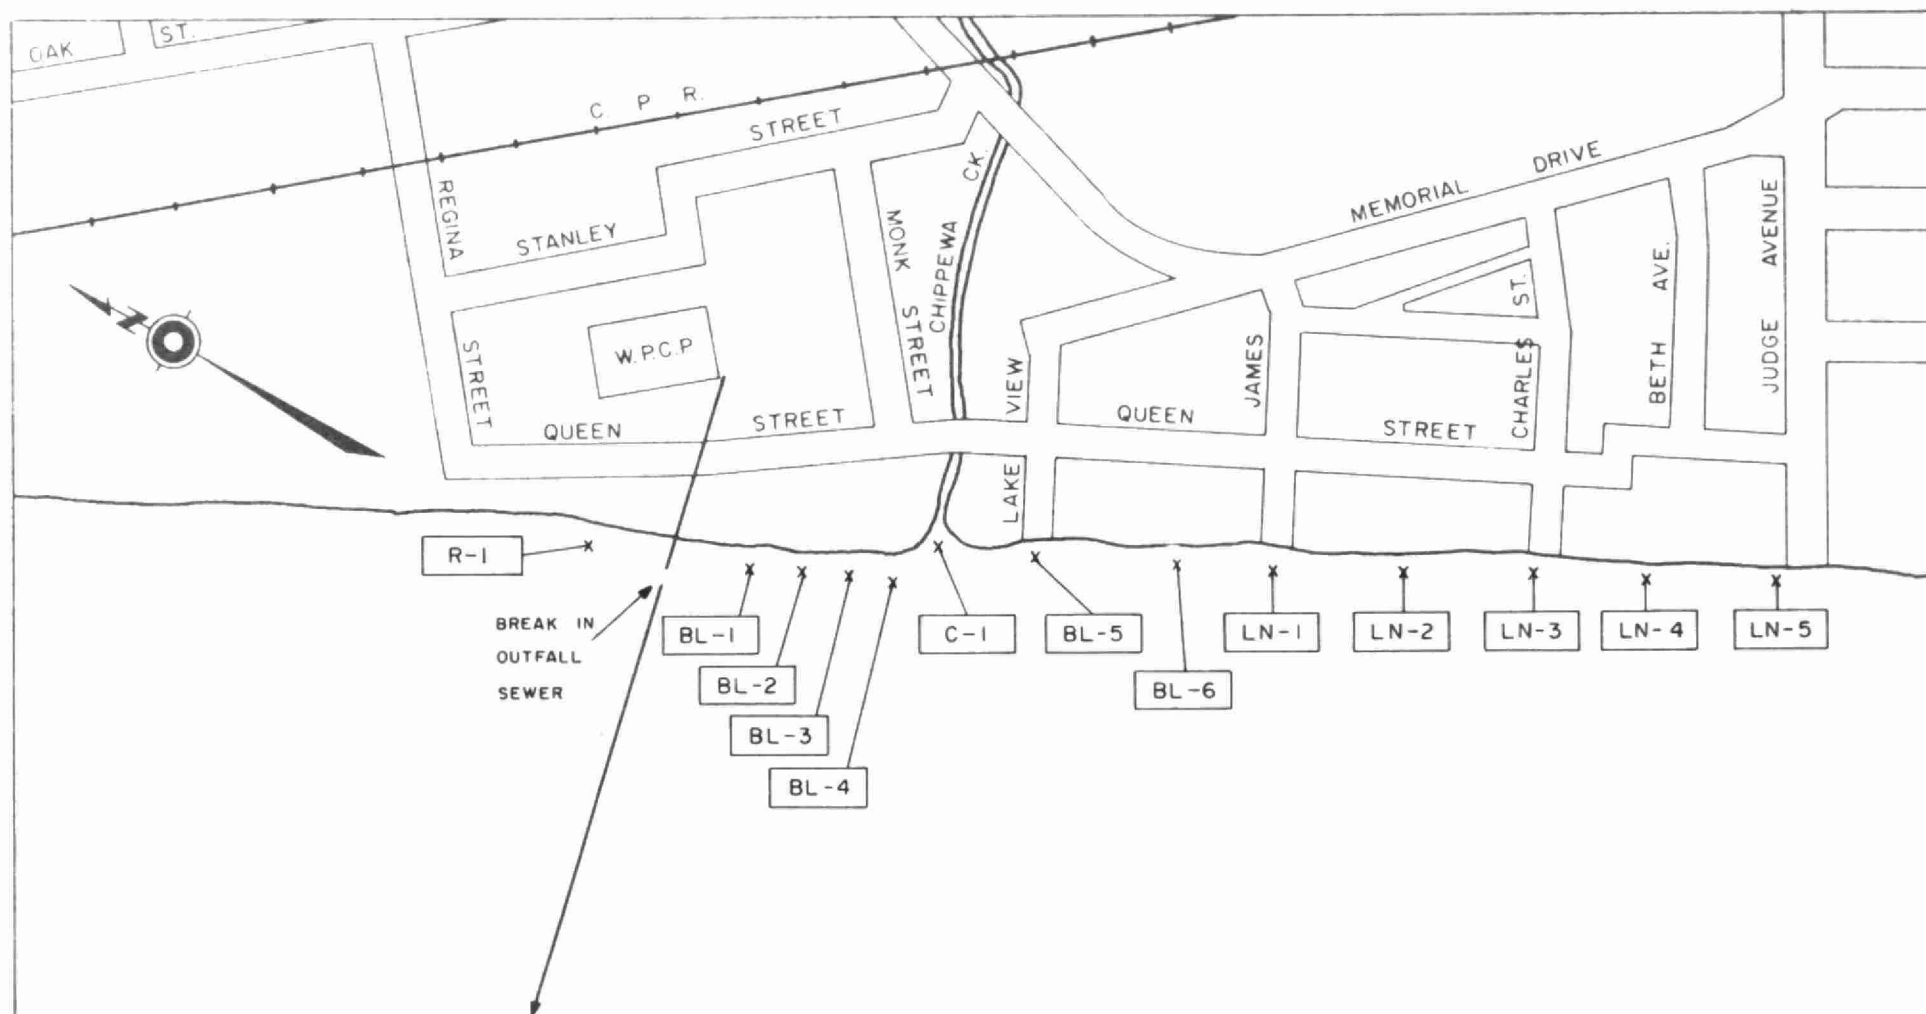 OAK ST.
C P R.
STREET
REGINA
STANLEY
MONK
STREET
CHIPPEWA
CK.
MEMORIAL DRIVE
N
STREET
W.P.C.P
QUEEN STREET
LAKE VIEW
QUEEN STREET
JAMES
CHARLES ST.
BETH AVE.
JUDGE AVENUE
R-1
BREAK IN
OUTFALL
SEWER
BL-1
BL-2
BL-3
BL-4
C-1
BL-5
BL-6
LN-1
LN-2
LN-3
LN-4
LN-5